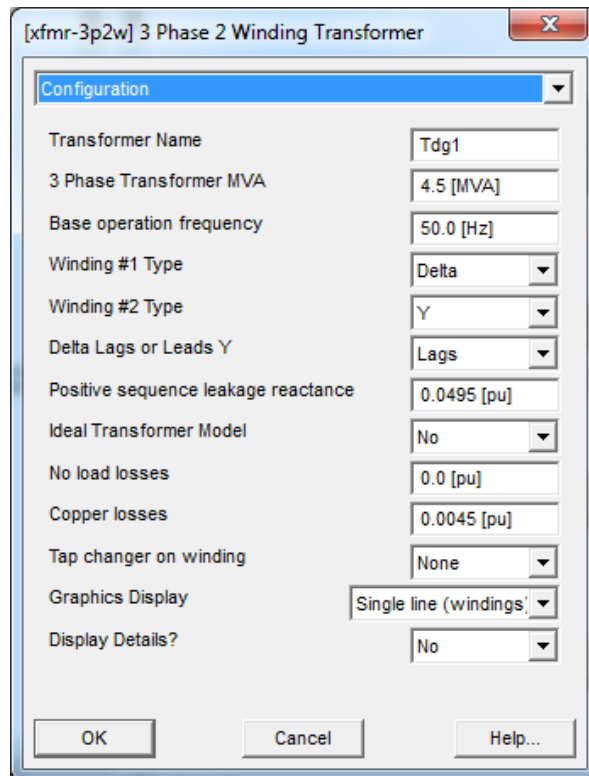 [xfmr-3p2w] 3 Phase 2 Winding Transformer
Configuration
Transformer Name Tdg1
3 Phase Transformer MVA 4.5 [MVA]
Base operation frequency 50.0 [Hz]
Winding #1 Type Delta
Winding #2 Type Y
Delta Lags or Leads Y Lags
Positive sequence leakage reactance 0.0495 [pu]
Ideal Transformer Model No
No load losses 0.0 [pu]
Copper losses 0.0045 [pu]
Tap changer on winding None
Graphics Display Single line (windings)
Display Details? No
OK Cancel Help...